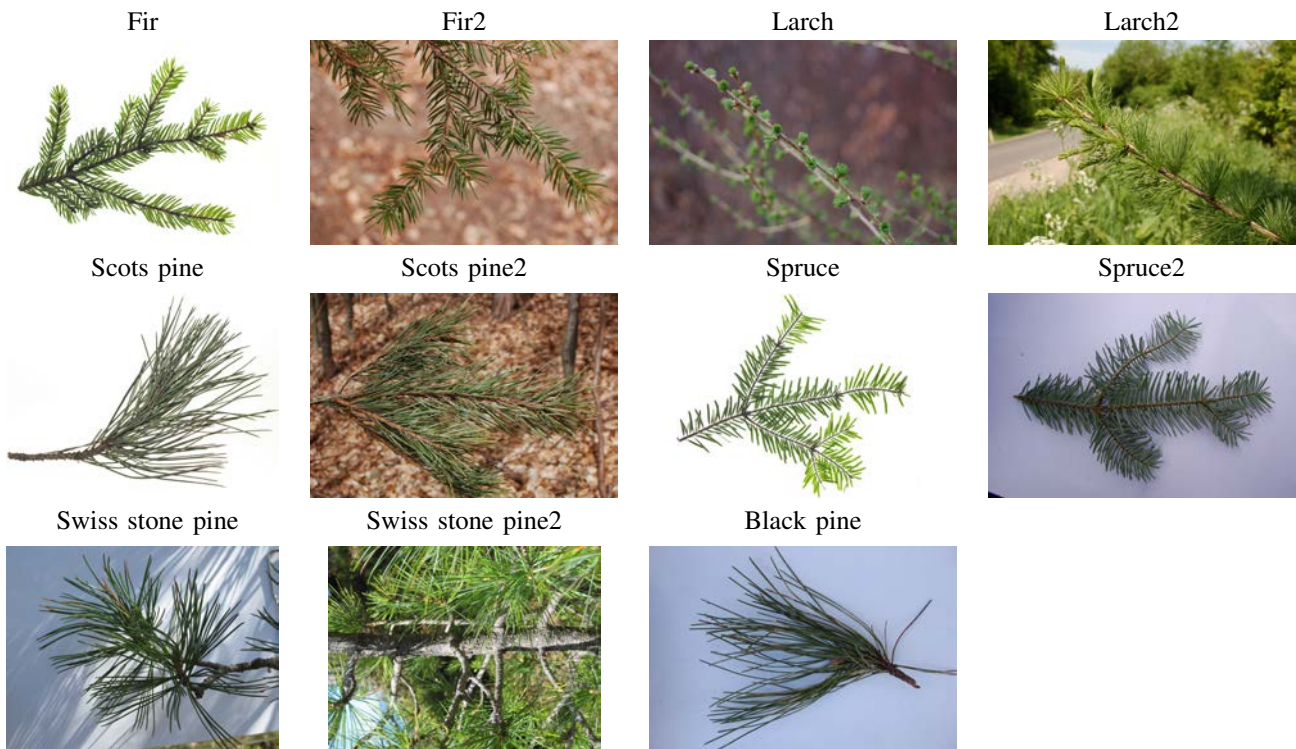 Fir Fir2 Larch Larch2
Scots pine Scots pine2 Spruce Spruce2
Swiss stone pine Swiss stone pine2 Black pine